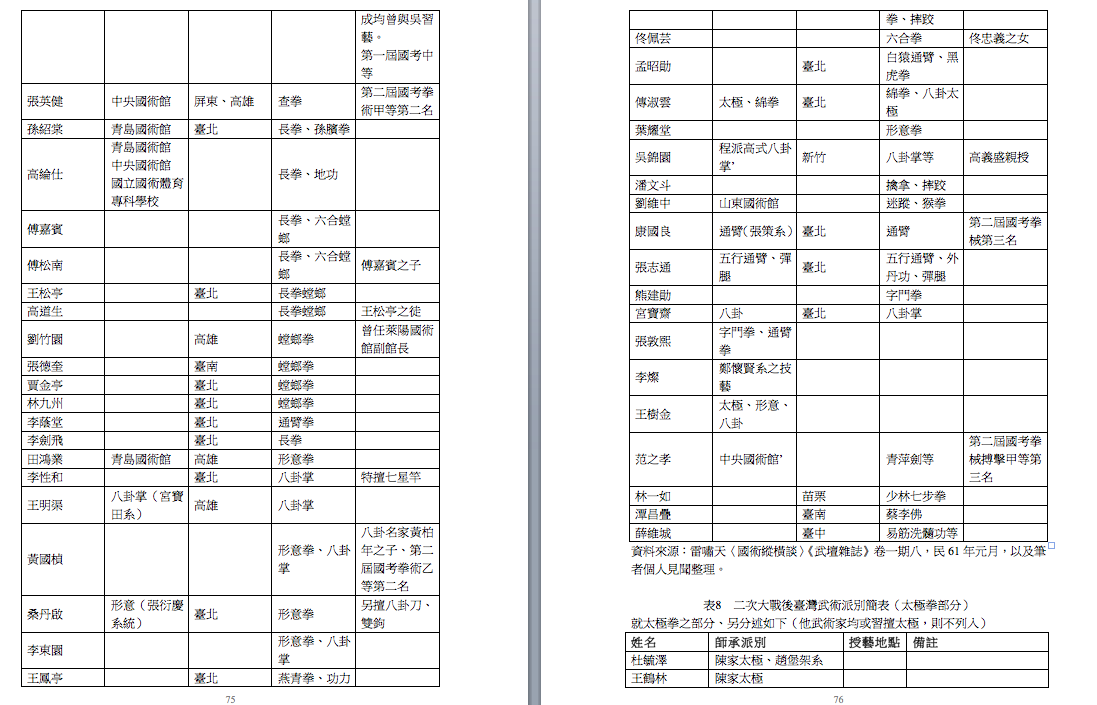 成均曾與吳習
藝。
第一屆國考中
等
張英健 中央國術館 屏東、高雄 查拳 第二屆國考拳
術甲等第二名
孫紹棠 青島國術館 臺北 長拳、孫臏拳
青島國術館
中央國術館
高綸仕 長拳、地功
國立國術體育
專科學校
傅嘉賓 長拳、六合螳
螂
傅松南 長拳、六合螳
螂 傅嘉賓之子
王松亭 臺北 長拳螳螂
高道生 長拳螳螂 王松亭之徒
劉竹園 高雄 螳螂拳 曾任萊陽國術
館副館長
張德奎 臺南 螳螂拳
賈金亭 臺北 螳螂拳
林九州 臺北 螳螂拳
李蔭堂 臺北 通臂拳
李劍飛 臺北 長拳
田鴻業 青島國術館 高雄 形意拳
李性和 臺北 八卦掌 特擅七星竿
王明渠 八卦掌（宮寶
田系） 高雄 八卦掌
黃國楨 形意拳、八卦
掌 八卦名家黃柏
年之子、第二
屆國考拳術乙
等第二名
桑丹啟 形意（張衍慶
系統） 臺北 形意拳 另擅八卦刀、
雙鉤
李東園 形意拳、八卦
掌
王鳳亭 臺北 燕青拳、功力
75
拳、摔跤
佟佩芸 六合拳 佟忠義之女
孟昭勛 臺北 白猿通臂、黑
虎拳
傅淑雲 太極、綿拳 臺北 綿拳、八卦太
極
葉耀堂 形意拳
吳錦園 程派高式八卦
掌’ 新竹 八卦掌等 高義盛親授
潘文斗 擒拿、摔跤
劉維中 山東國術館 迷蹤、猴拳
康國良 通臂（張策系） 臺北 通臂 第二屆國考拳
械第三名
張志通 五行通臂、彈
腿 臺北 五行通臂、外
丹功、彈腿
熊建勛 字門拳
宮寶齋 八卦 臺北 八卦掌
張敦熙 字門拳、通臂
拳
李燦 鄭懷賢系之技
藝
王樹金 太極、形意、
八卦
范之孝 中央國術館’ 青萍劍等 第二屆國考拳
械搏擊甲等第
三名
林一如 苗栗 少林七步拳
潭昌疊 臺南 蔡李佛
薛維城 臺中 易筋洗髓功等
資料來源：雷嘯天〈國術縱橫談〉《武壇雜誌》卷一期八，民 61 年元月，以及筆
者個人見聞整理。
表8 二次大戰後臺灣武術派別簡表（太極拳部分）
就太極拳之部分、另分述如下（他武術家均或習擅太極，則不列入）
姓名 師承派別 授藝地點 備註
杜毓澤 陳家太極、趙堡架系
王鶴林 陳家太極
76